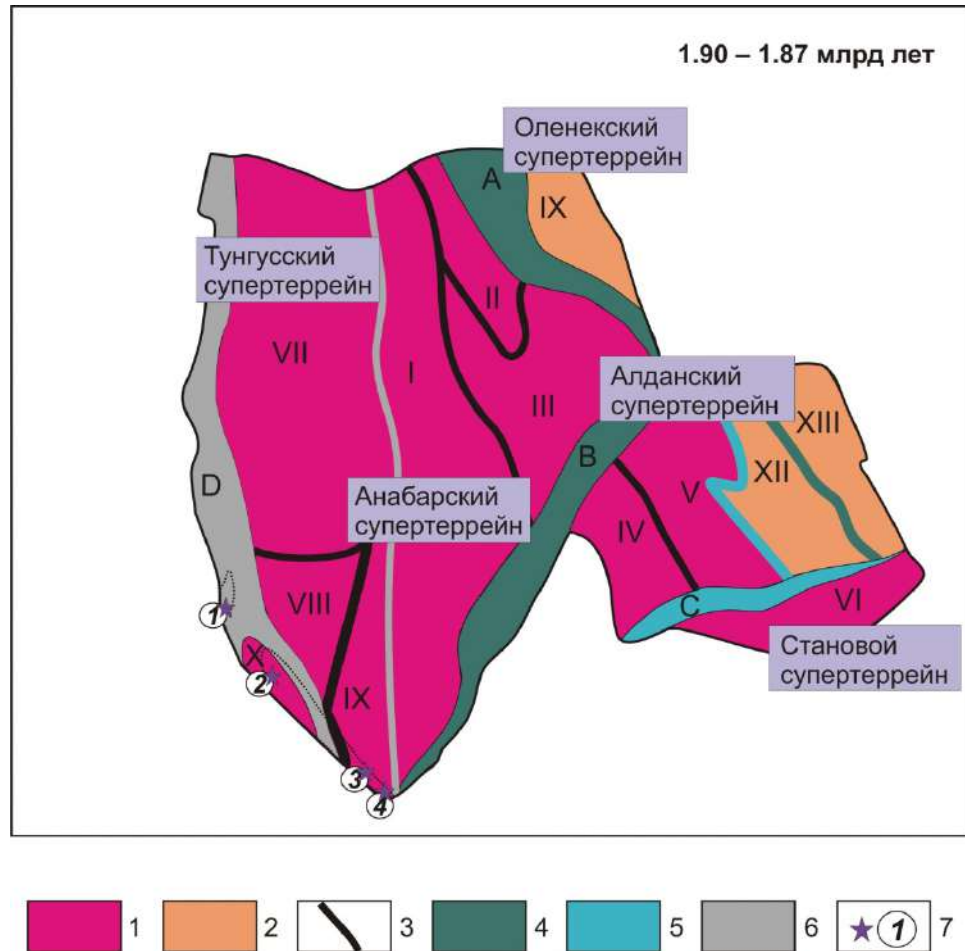 1.90 – 1.87 млрд лет
Оленекский
супертеррейн
A
IX
Тунгусский
супертеррейн
II
VII
I
III
Алданский
супертеррейн
XIII
XII
B
V
D
Анабарский
супертеррейн
IV
VIII
C
VI
1
X
2
IX
Становой
супертеррейн
3
4
1
2
3
4
5
6
1
7